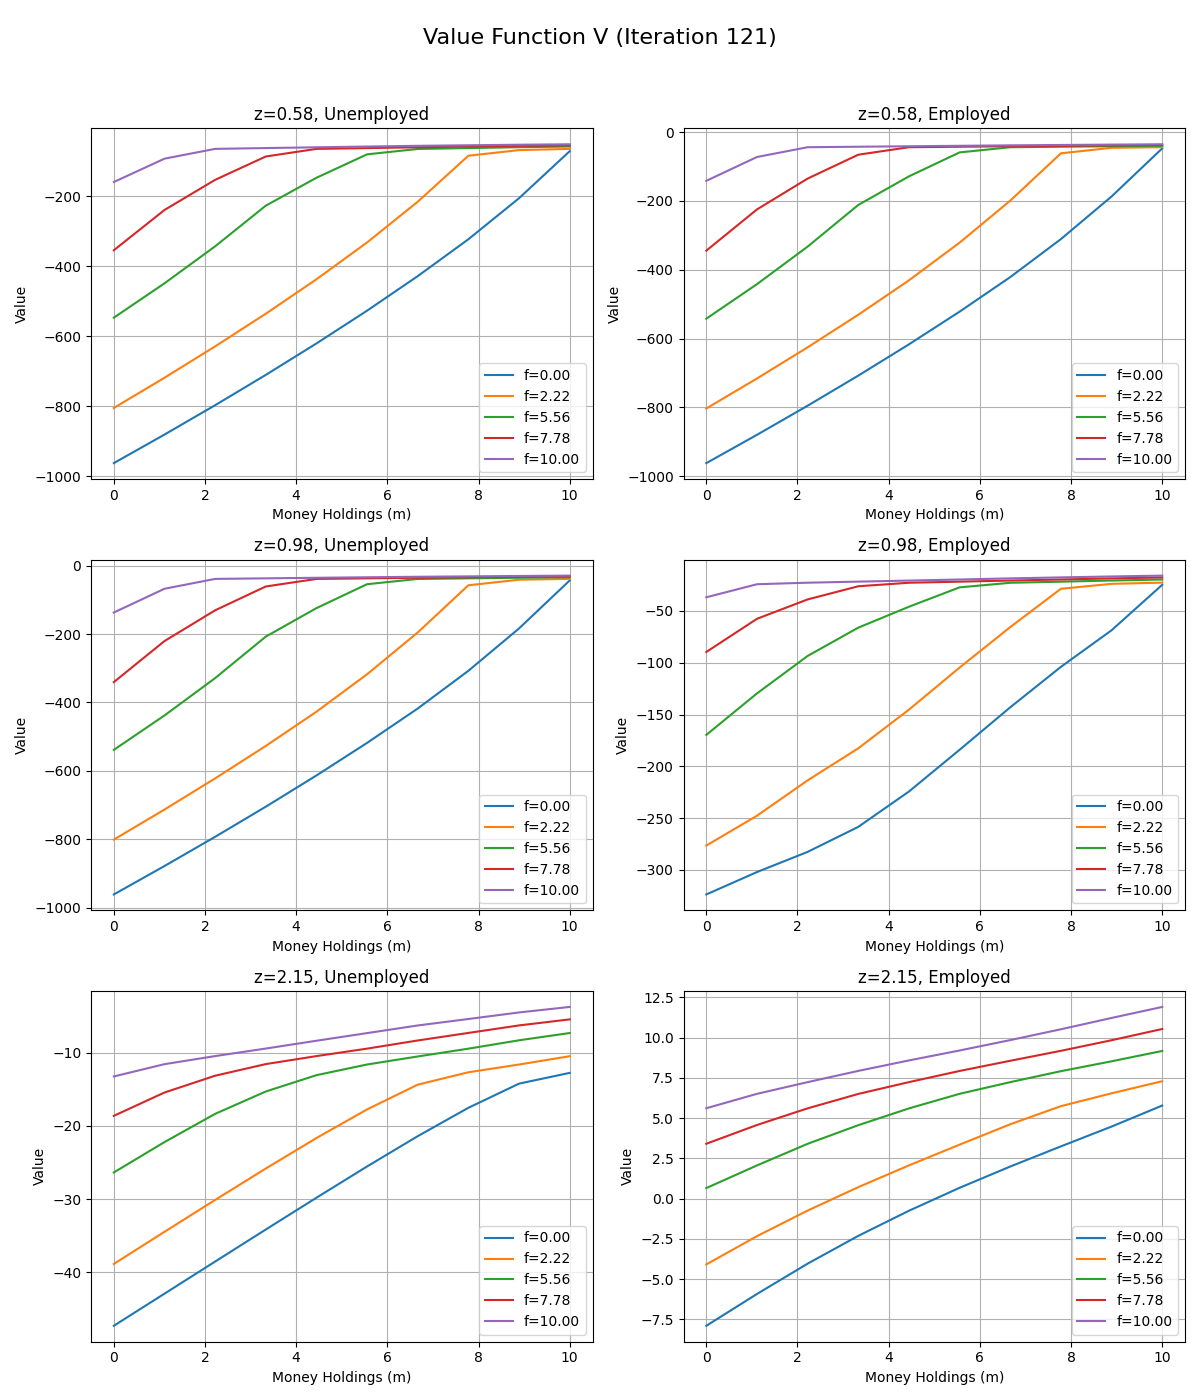 Value Function V (Iteration 121)
z=0.58, Unemployed
Value
−200
−400
−600
−800
−1000
0 2 4 6 8 10
Money Holdings (m)
f=0.00
f=2.22
f=5.56
f=7.78
f=10.00
z=0.58, Employed
Value
0
−200
−400
−600
−800
−1000
0 2 4 6 8 10
Money Holdings (m)
f=0.00
f=2.22
f=5.56
f=7.78
f=10.00
z=0.98, Unemployed
Value
0
−200
−400
−600
−800
−1000
0 2 4 6 8 10
Money Holdings (m)
f=0.00
f=2.22
f=5.56
f=7.78
f=10.00
z=0.98, Employed
Value
−50
−100
−150
−200
−250
−300
0 2 4 6 8 10
Money Holdings (m)
f=0.00
f=2.22
f=5.56
f=7.78
f=10.00
z=2.15, Unemployed
Value
−10
−20
−30
−40
0 2 4 6 8 10
Money Holdings (m)
f=0.00
f=2.22
f=5.56
f=7.78
f=10.00
z=2.15, Employed
Value
12.5
10.0
7.5
5.0
2.5
0.0
−2.5
−5.0
−7.5
0 2 4 6 8 10
Money Holdings (m)
f=0.00
f=2.22
f=5.56
f=7.78
f=10.00